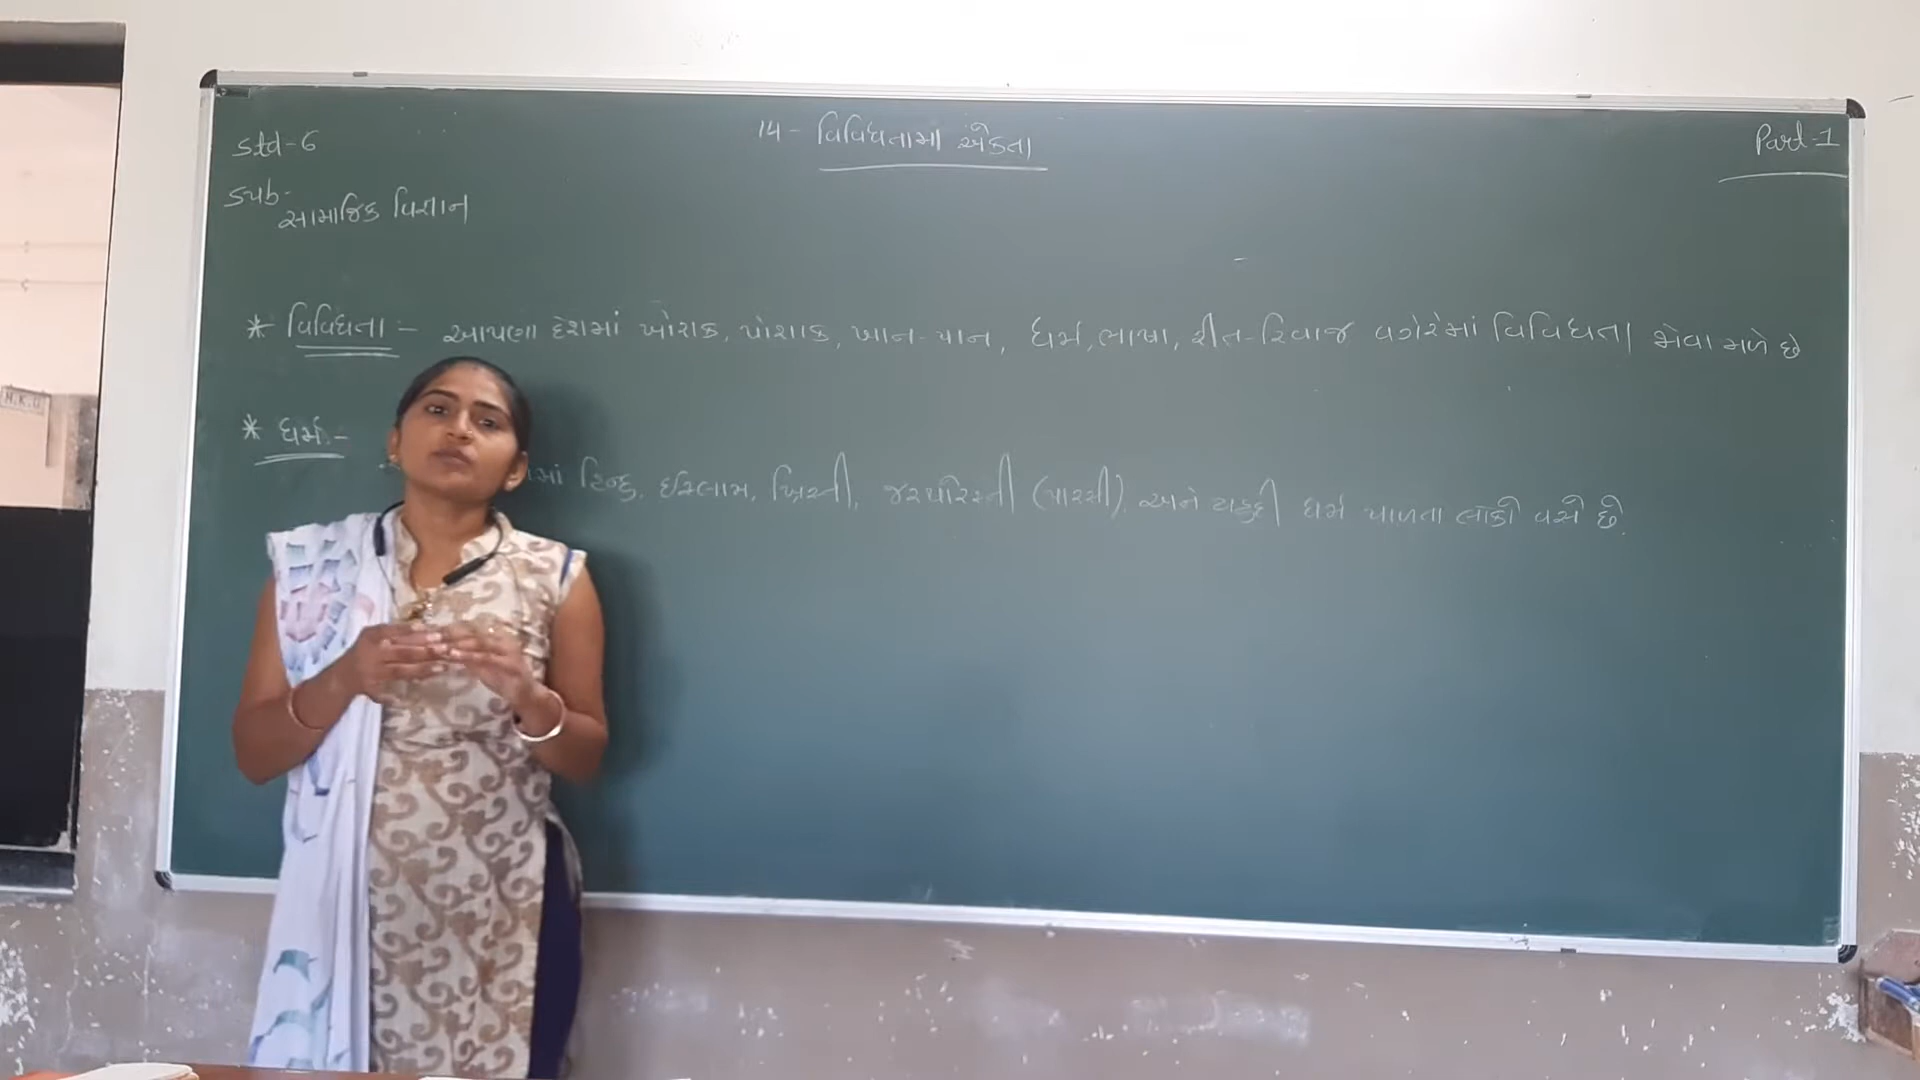 Std-6
14- વિવિધતામાં એકતા
Part-1
Sub-
સામાજિક વિજ્ઞાન
* વિવિધતા :- આપણા દેશમાં ખોરાક, પોશાક, ખાન-પાન, ધર્મ, ભાષા, રીત-રિવાજ વગેરેમાં વિવિધતા જોવા મળે છે
* ધર્મ :-
માં હિન્દુ, ઈસ્લામ, ખ્રિસ્તી, જરથોસ્તી (પારસી), અને યહુદી ધર્મ પાળતા લોકો વસે છે.